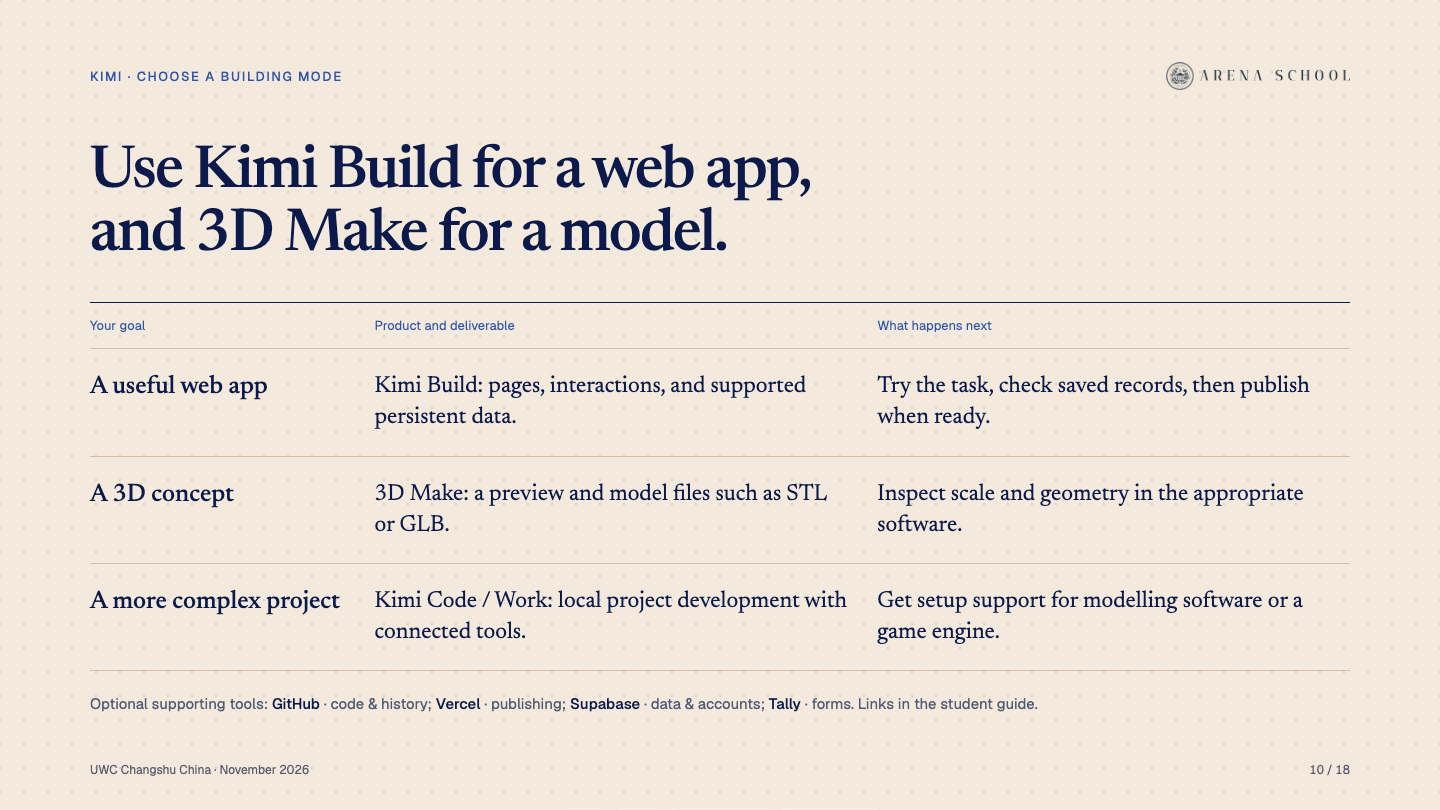 KIMI · CHOOSE A BUILDING MODE
ARENA SCHOOL
Use Kimi Build for a web app,
and 3D Make for a model.
Your goal
Product and deliverable
What happens next
A useful web app
Kimi Build: pages, interactions, and supported
persistent data.
Try the task, check saved records, then publish
when ready.
A 3D concept
3D Make: a preview and model files such as STL
or GLB.
Inspect scale and geometry in the appropriate
software.
A more complex project
Kimi Code / Work: local project development with
connected tools.
Get setup support for modelling software or a
game engine.
Optional supporting tools: GitHub · code & history; Vercel · publishing; Supabase · data & accounts; Tally · forms. Links in the student guide.
UWC Changshu China · November 2026
10 / 18